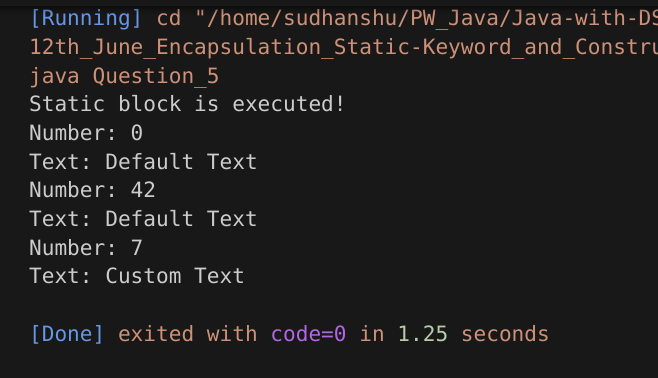 [Running] cd "/home/sudhanshu/PW_Java/Java-with-DS
12th_June_Encapsulation_Static-Keyword_and_Constru
java Question_5
Static block is executed!
Number: 0
Text: Default Text
Number: 42
Text: Default Text
Number: 7
Text: Custom Text
[Done] exited with code=0 in 1.25 seconds